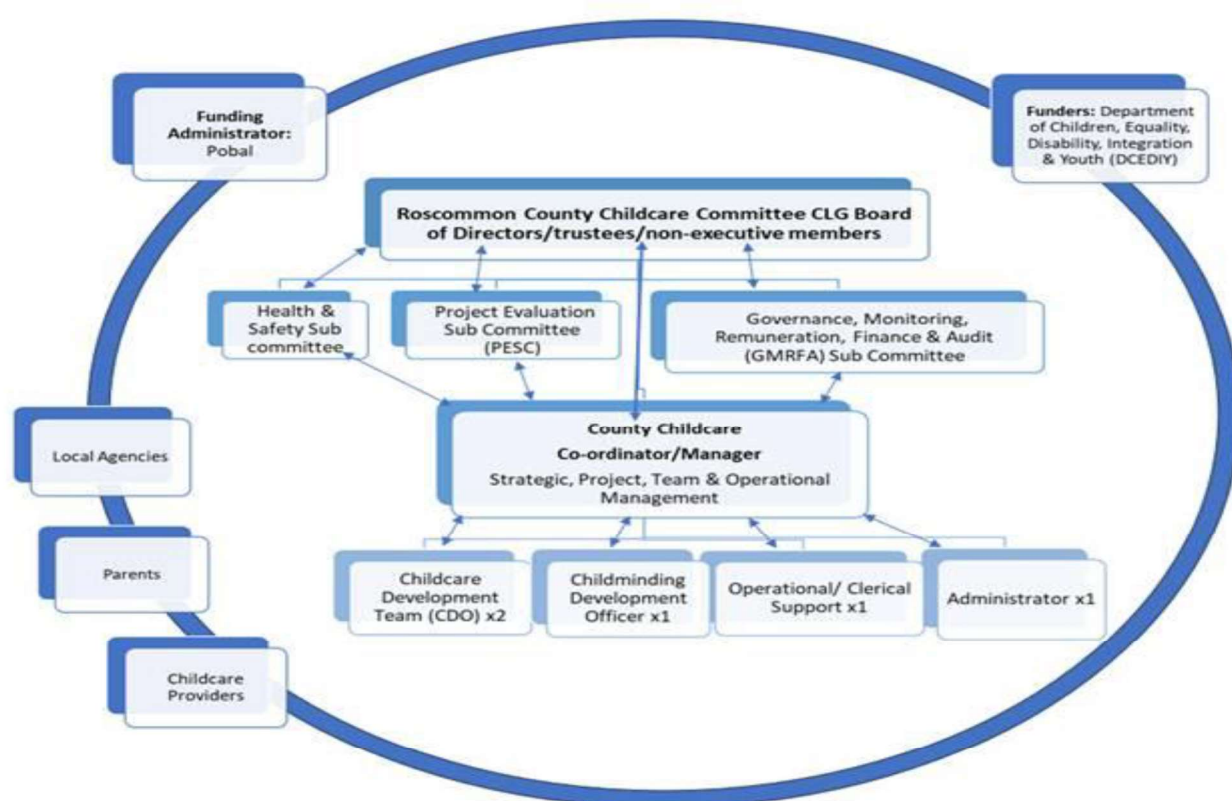 Funding
Administrator:
Pobal
Funders: Department
of Children, Equality,
Disability, Integration
& Youth (DCEDIY)
Roscommon County Childcare Committee CLG Board
of Directors/trustees/non-executive members
Health &
Safety Sub
committee
Project Evaluation
Sub Committee
(PESC)
Governance, Monitoring,
Remuneration, Finance & Audit
(GMRFA) Sub Committee
County Childcare
Co-ordinator/Manager
Strategic, Project, Team & Operational
Management
Local Agencies
Parents
Childcare
Providers
Childcare
Development
Team (CDO) x2
Childminding
Development
Officer x1
Operational/ Clerical
Support x1
Administrator x1